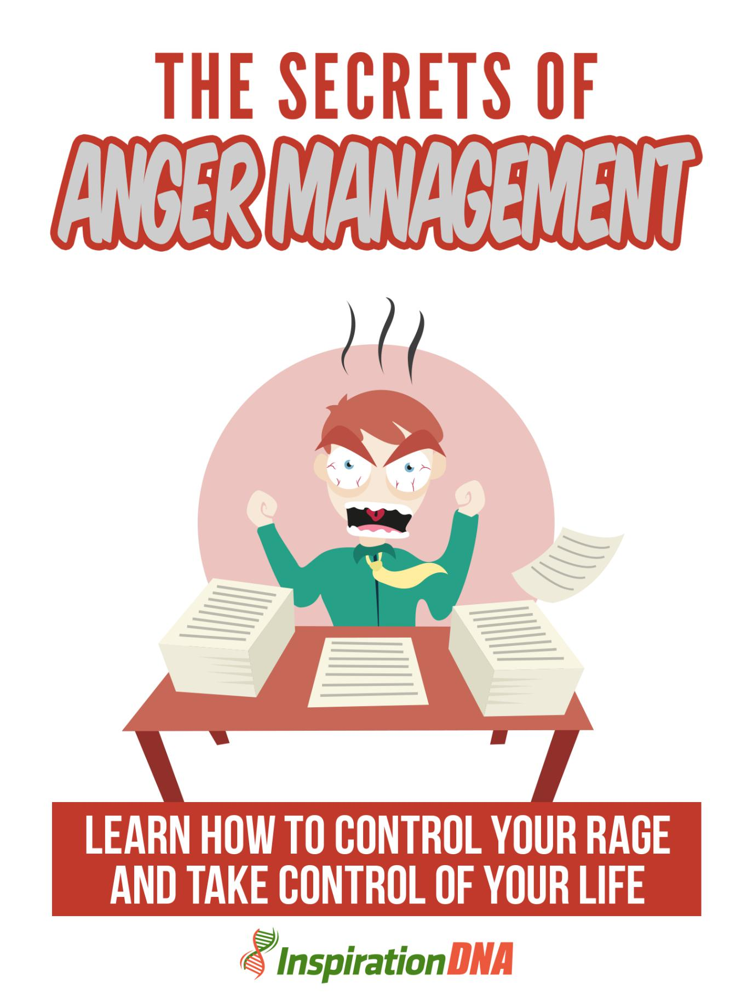 THE SECRETS OF
ANGER MANAGEMENT
LEARN HOW TO CONTROL YOUR RAGE
AND TAKE CONTROL OF YOUR LIFE
InspirationDNA